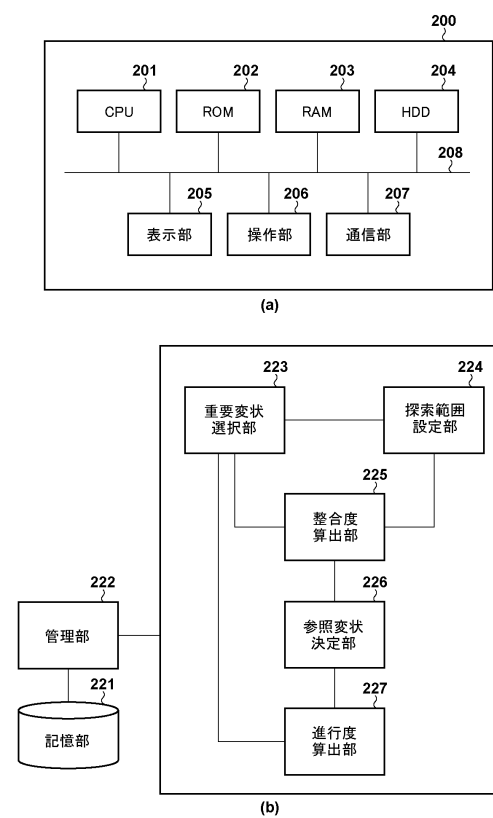 200
201 202 203 204
CPU ROM RAM HDD
208
205 206 207
表示部 操作部 通信部
(a)
223 224
重要変状
選択部
探索範囲
設定部
225
整合度
算出部
222
管理部
226
参照変状
決定部
221
記憶部
227
進行度
算出部
(b)